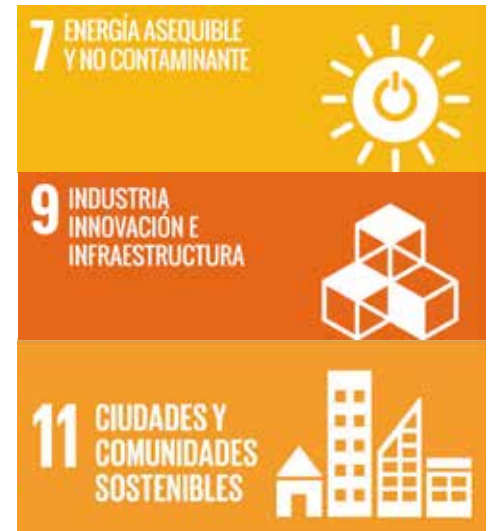 7 ENERGÍA ASEQUIBLE
Y NO CONTAMINANTE
9 INDUSTRIA
INNOVACIÓN E
INFRAESTRUCTURA
11 CIUDADES Y
COMUNIDADES
SOSTENIBLES